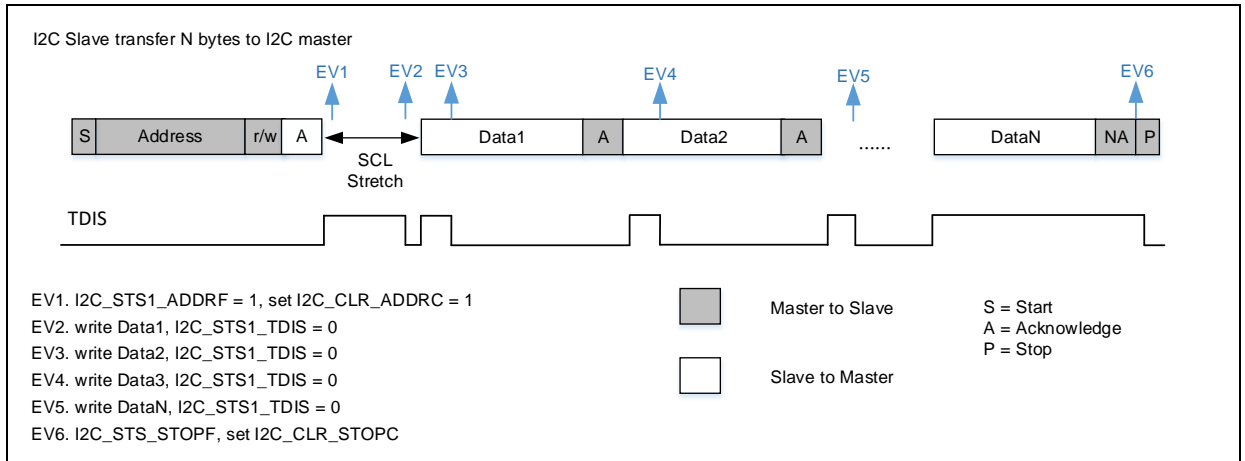 I2C Slave transfer N bytes to I2C master
EV1 EV2 EV3 EV4 EV5 EV6
S Address r/w A Data1 A Data2 A ...... DataN NA P
SCL
Stretch
TDIS
EV1. I2C_STS1_ADDRF = 1, set I2C_CLR_ADDRC = 1
EV2. write Data1, I2C_STS1_TDIS = 0
EV3. write Data2, I2C_STS1_TDIS = 0
EV4. write Data3, I2C_STS1_TDIS = 0
EV5. write DataN, I2C_STS1_TDIS = 0
EV6. I2C_STS_STOPF, set I2C_CLR_STOPC
Master to Slave
Slave to Master
S = Start
A = Acknowledge
P = Stop